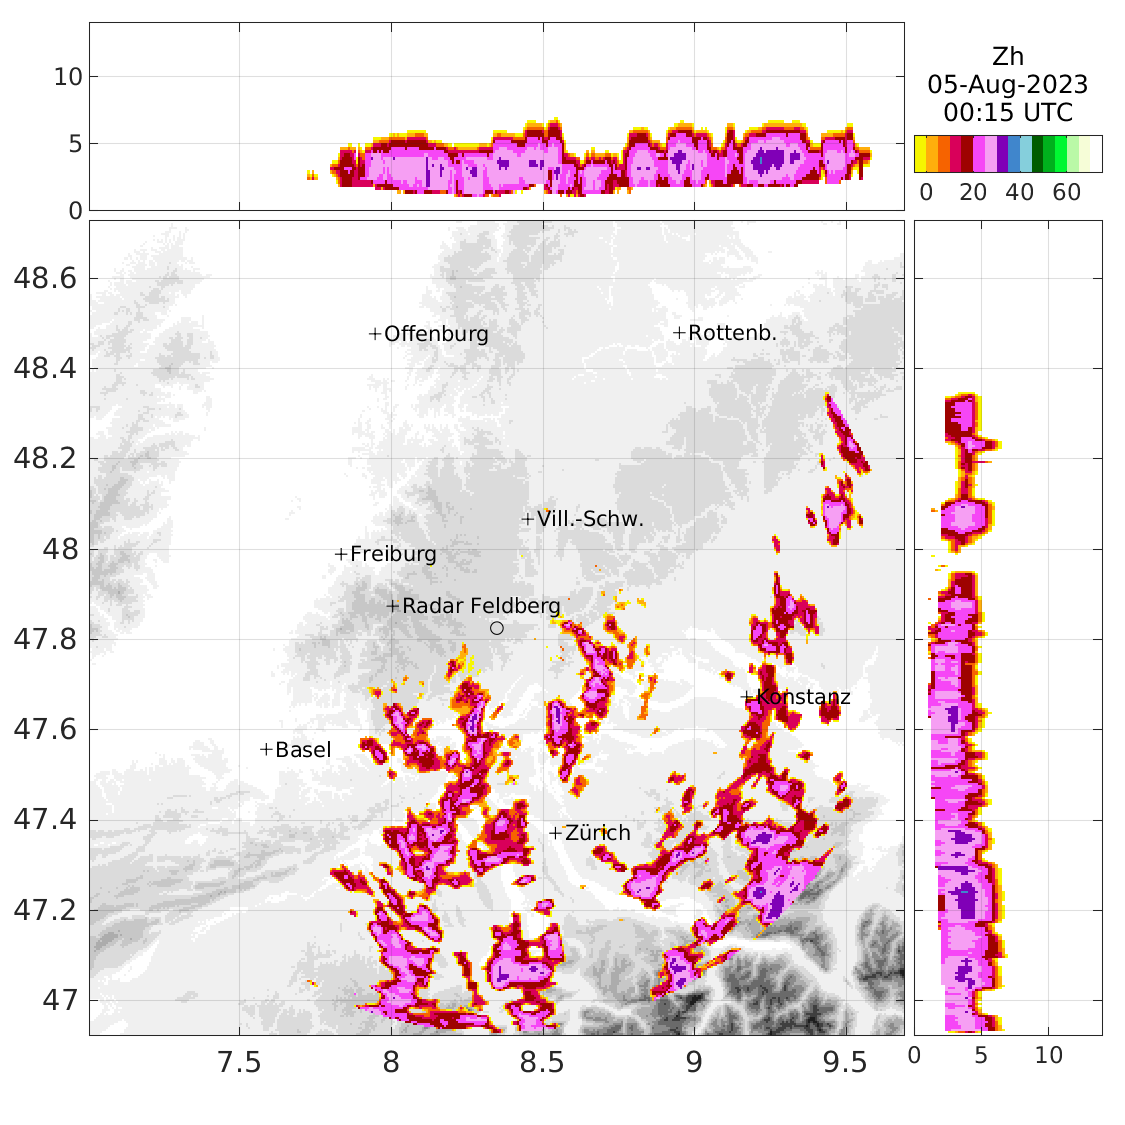 10
5
0
Zh
05-Aug-2023
00:15 UTC
0 20 40 60
48.6
48.4
48.2
48
47.8
47.6
47.4
47.2
47
+Offenburg
+Rottenb.
+Vill.-Schw.
+Freiburg
+Radar Feldberg
+Konstanz
+Basel
+Zürich
7.5 8 8.5 9 9.5
0 5 10